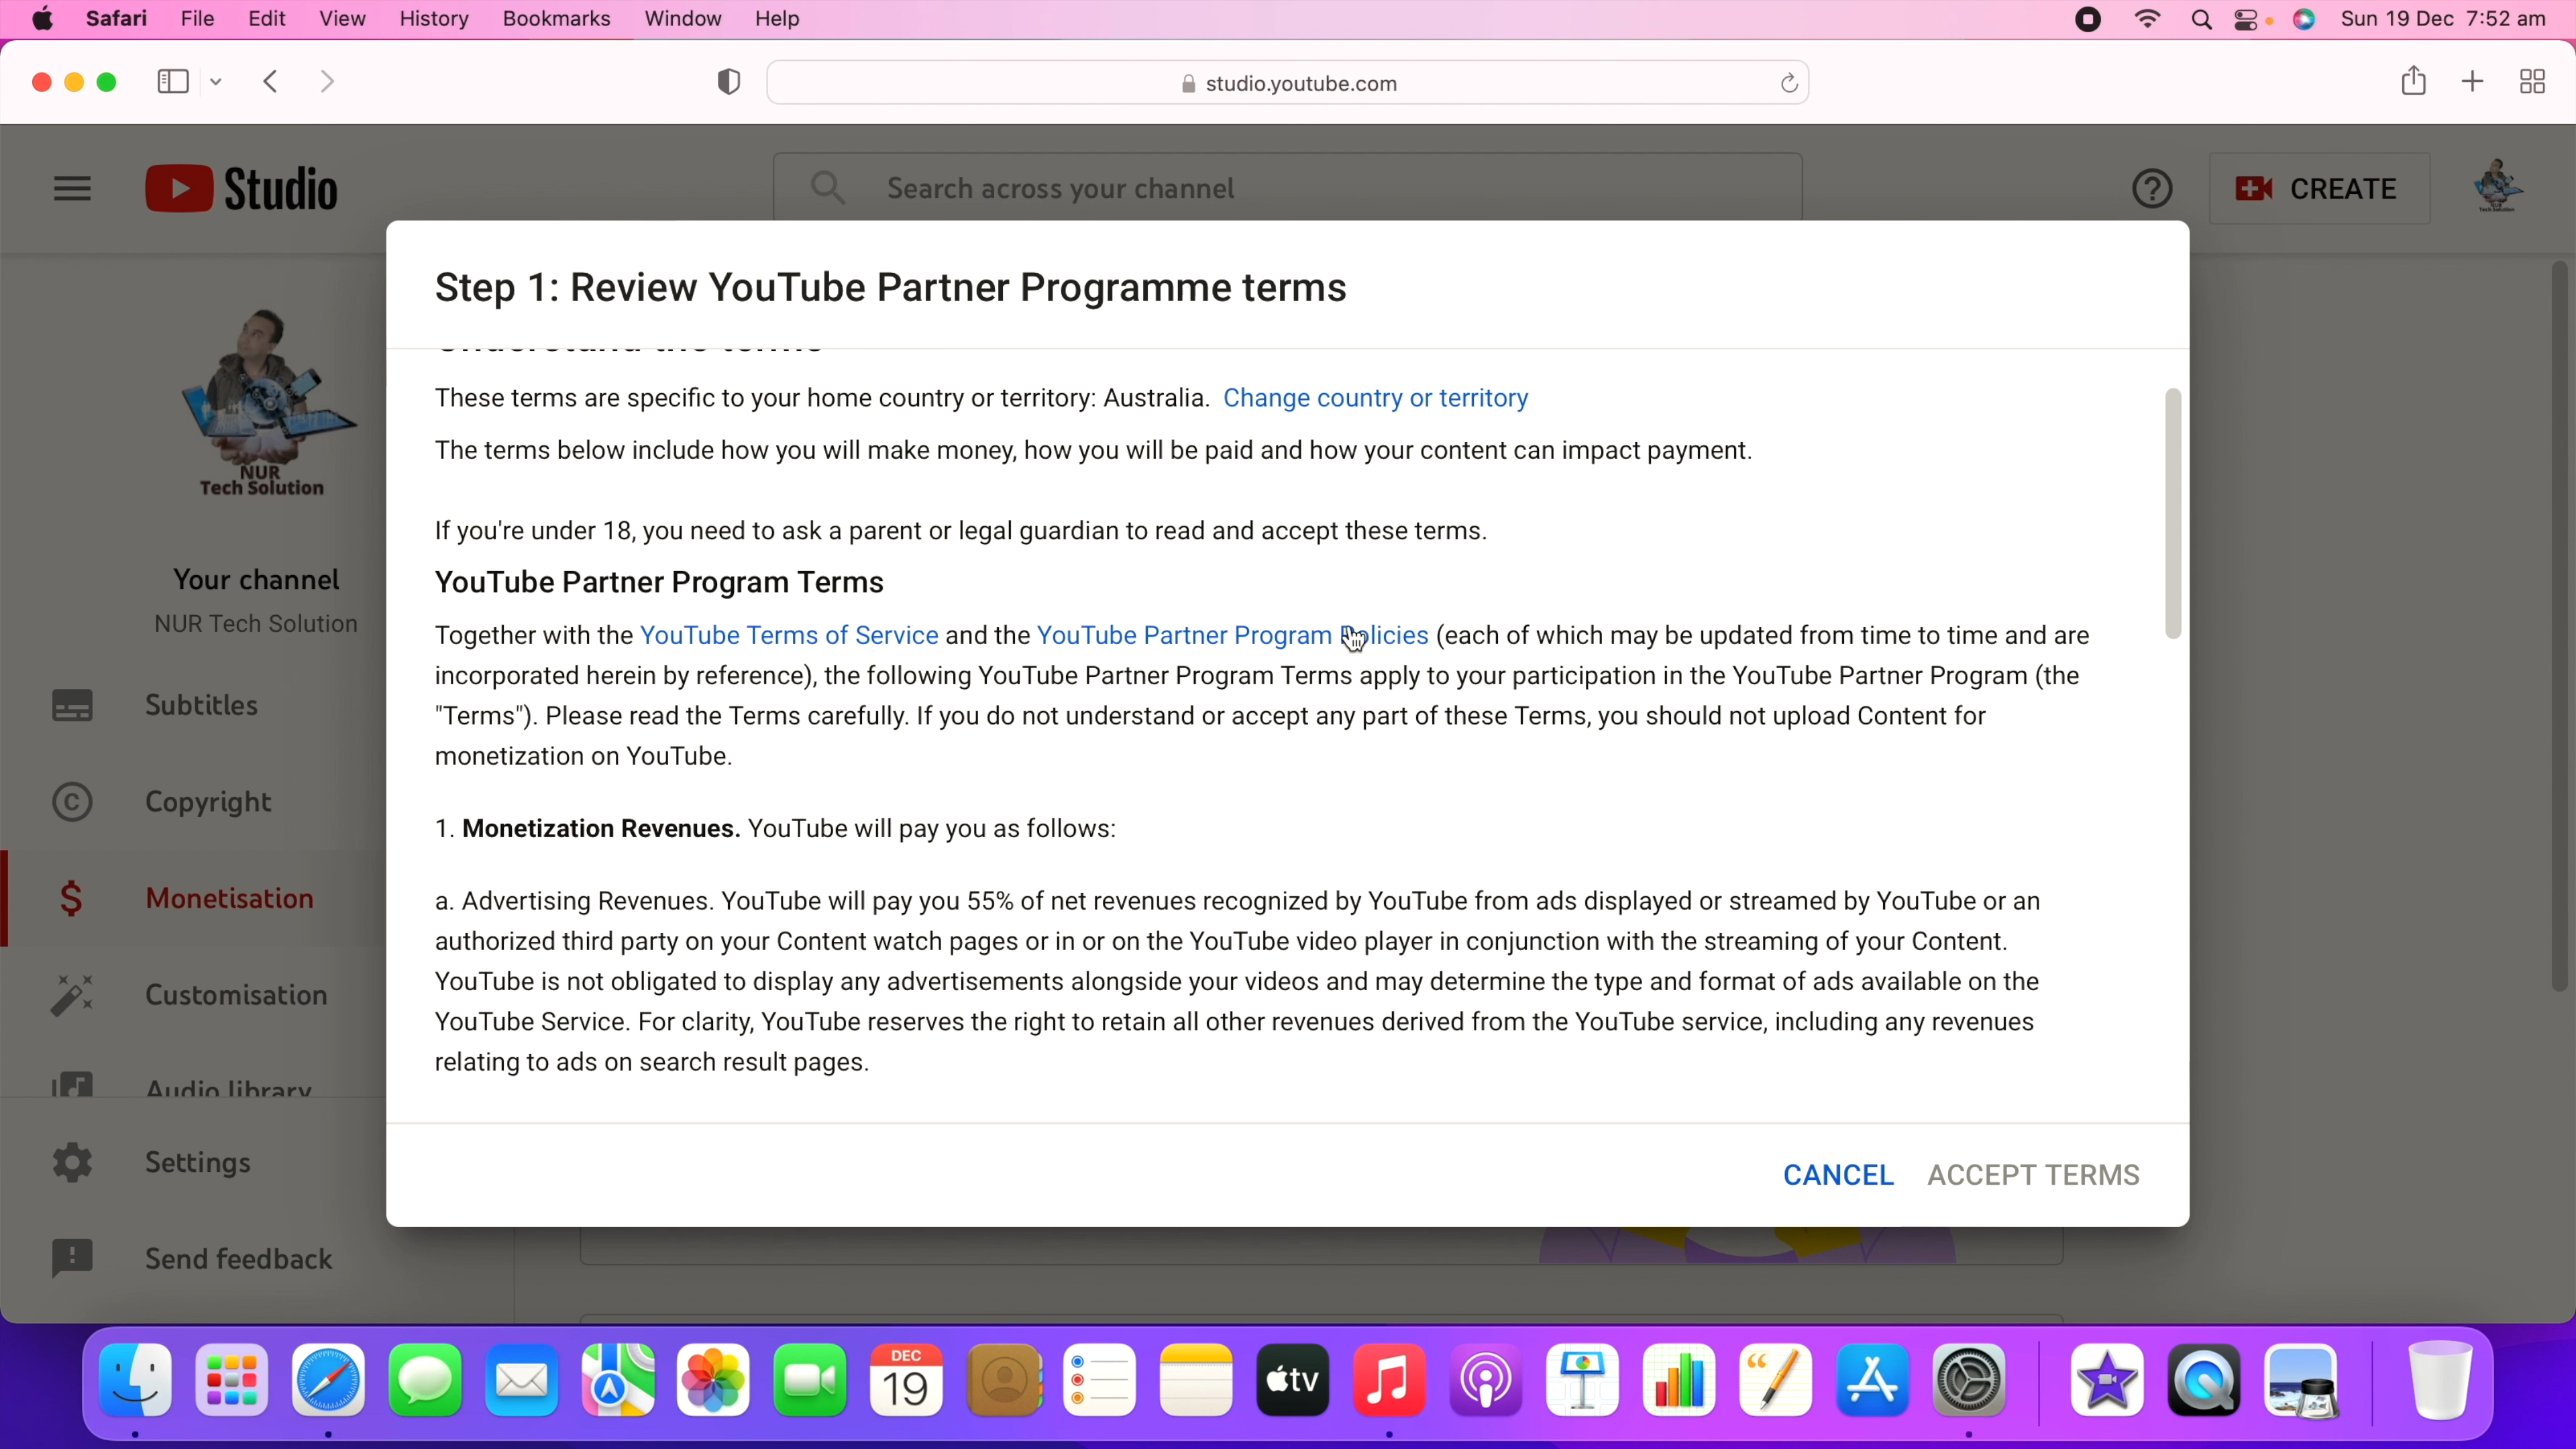 Safari File Edit View History Bookmarks Window Help Sun 19 Dec 7:52 am
studio.youtube.com
Studio
Search across your channel
CREATE
NUR
Tech Solution
Your channel
NUR Tech Solution
Subtitles
Copyright
Monetisation
Customisation
Audio library
Settings
Send feedback
Step 1: Review YouTube Partner Programme terms
Understand the terms
These terms are specific to your home country or territory: Australia. Change country or territory
The terms below include how you will make money, how you will be paid and how your content can impact payment.
If you're under 18, you need to ask a parent or legal guardian to read and accept these terms.
YouTube Partner Program Terms
Together with the YouTube Terms of Service and the YouTube Partner Program Policies (each of which may be updated from time to time and are
incorporated herein by reference), the following YouTube Partner Program Terms apply to your participation in the YouTube Partner Program (the
"Terms"). Please read the Terms carefully. If you do not understand or accept any part of these Terms, you should not upload Content for
monetization on YouTube.
1. Monetization Revenues. YouTube will pay you as follows:
a. Advertising Revenues. YouTube will pay you 55% of net revenues recognized by YouTube from ads displayed or streamed by YouTube or an
authorized third party on your Content watch pages or in or on the YouTube video player in conjunction with the streaming of your Content.
YouTube is not obligated to display any advertisements alongside your videos and may determine the type and format of ads available on the
YouTube Service. For clarity, YouTube reserves the right to retain all other revenues derived from the YouTube service, including any revenues
relating to ads on search result pages.
CANCEL ACCEPT TERMS
DEC
19
tv